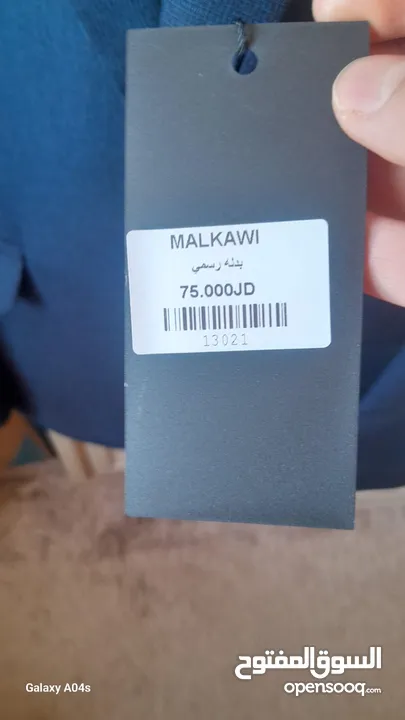 MALKAWI
بدله رسمي
75.000JD
13021
السوق المفتوح
opensooq.com
Galaxy A04s